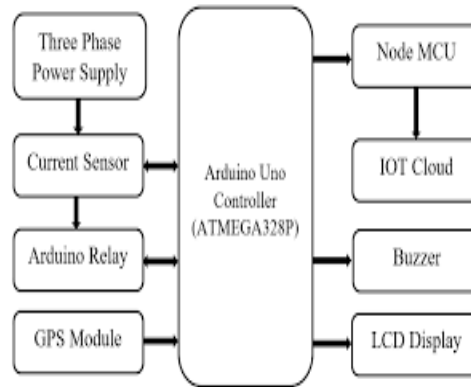 Three Phase
Power Supply
Current Sensor
Arduino Relay
GPS Module
Arduino Uno
Controller
(ATMEGA328P)
Node MCU
IOT Cloud
Buzzer
LCD Display